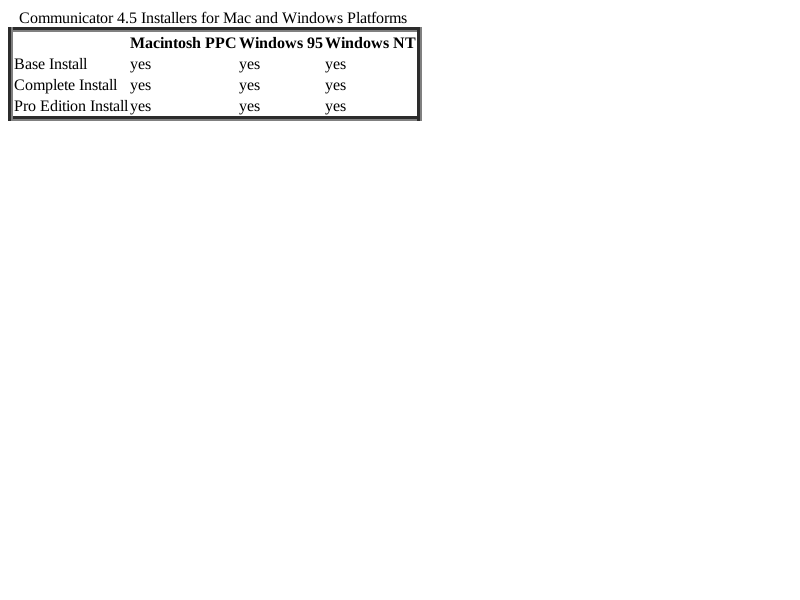 Communicator 4.5 Installers for Mac and Windows Platforms
Macintosh PPC Windows 95 Windows NT
Base Install yes yes yes
Complete Install yes yes yes
Pro Edition Install yes yes yes